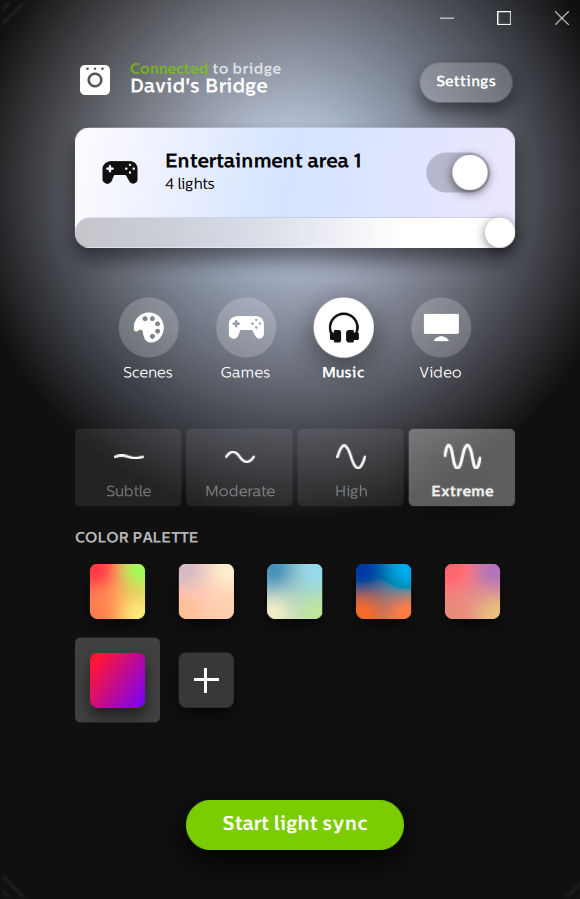 Connected to bridge
David's Bridge
Settings
Entertainment area 1
4 lights
Scenes
Games
Music
Video
Subtle
Moderate
High
Extreme
COLOR PALETTE
Start light sync